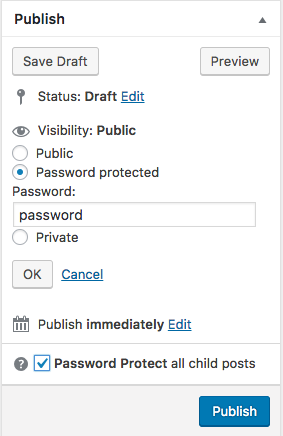 Publish
Save Draft Preview
Status: Draft Edit
Visibility: Public
Public
Password protected
Password:
password
Private
OK Cancel
Publish immediately Edit
? Password Protect all child posts
Publish